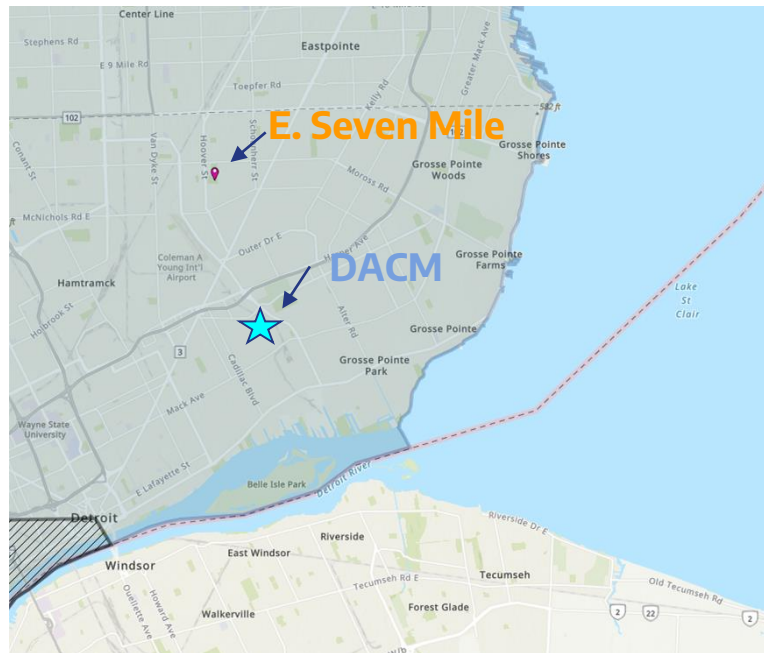 Center Line
Stephens Rd
Eastpointe
E 9 Mile Rd
Toepfer Rd
Kelly Rd
Greater Mack Ave
102
E. Seven Mile
582 ft
102
Van Dyke St
Hoover St
Schoenherr St
Conant St
Grosse Pointe
Shores
Grosse Pointe
Woods
Moross Rd
McNichols Rd E
ft
Outer Dr E
Harper Ave
Coleman A
Young Int'l
Airport
Grosse Pointe
Farms
DACM
Hamtramck
Lake
St
Clair
Holbrook St
Alter Rd
Grosse Pointe
3
Grosse Pointe
Park
Cadillac Blvd
Mack Ave
Wayne State
University
E Lafayette St
Detroit River
Belle Isle Park
Detroit
Riverside Dr E
Riverside
East Windsor
Windsor
Tecumseh
Tecumseh Rd E
Old Tecumseh Rd
Ouellette Ave
Howard Ave
Walkerville
Forest Glade
2
22
2